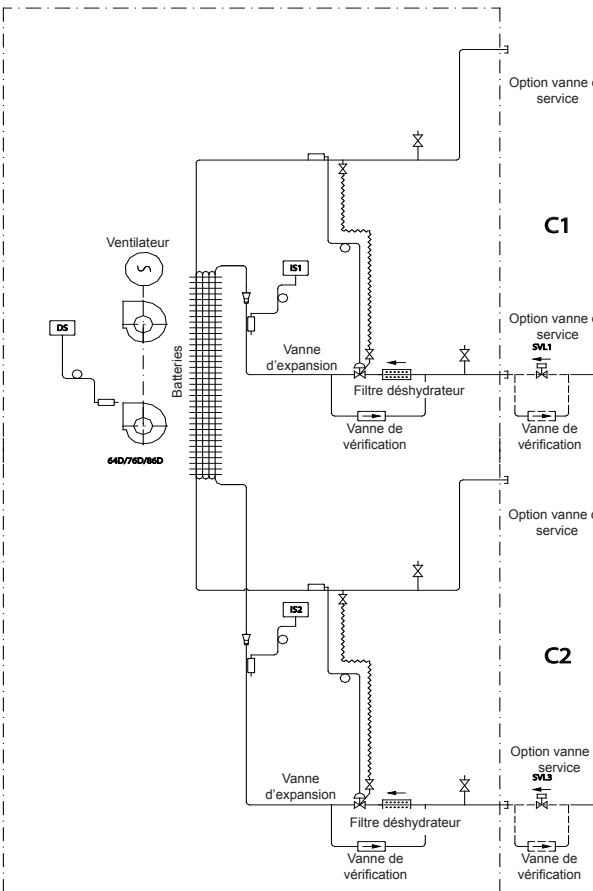 Option vanne d
service
C1
Ventilateur
IS1
DS
Option vanne d
service
SVL1
Vanne
d'expansion
Batteries
Filtre déshydrateur
Vanne de
vérification
Vanne de
vérification
64D/76D/86D
Option vanne d
service
IS2
C2
Option vanne
service
SVL3
Vanne
d'expansion
Filtre déshydrateur
Vanne de
vérification
Vanne de
vérification